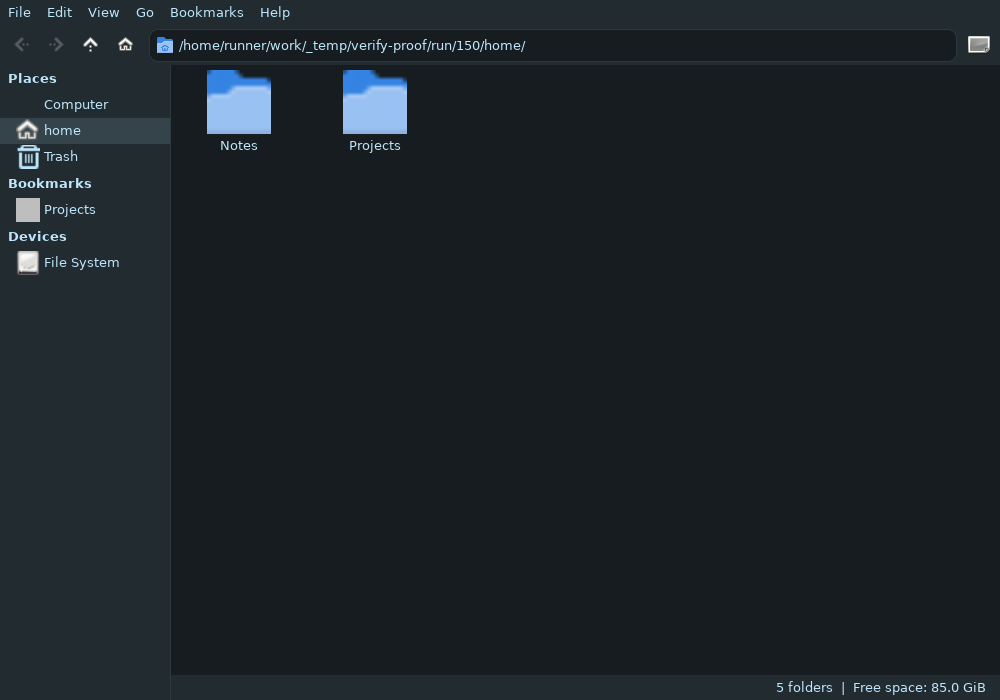 File Edit View Go Bookmarks Help
/home/runner/work/_temp/verify-proof/run/150/home/
Places
Computer
home
Trash
Bookmarks
Projects
Devices
File System
Notes Projects
5 folders | Free space: 85.0 GiB